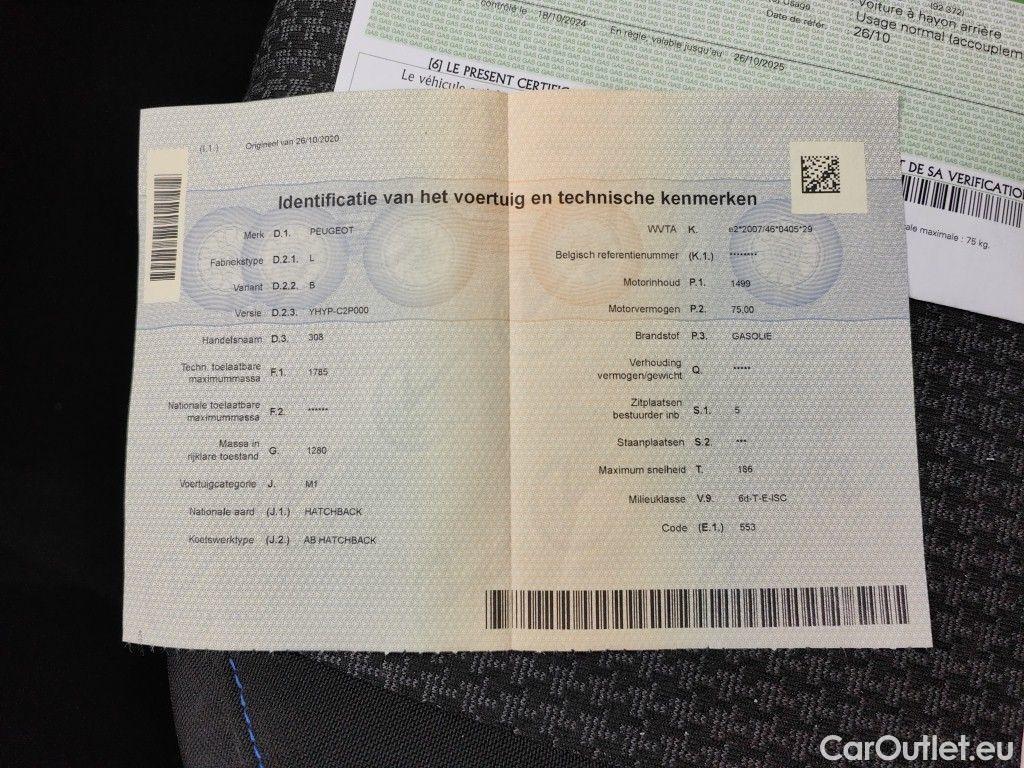 (92 372)
Usage
Voiture à hayon arrière
Usage normal (accouplem
Date de référ.
26/10
contrôlé le 18/10/2024
En règle, valable jusqu'au 26/10/2025
[6] LE PRESENT CERTIFIC
Le véhicule
T DE SA VERIFICATION
ale maximale : 75 kg.
(I.1.) Origineel van 26/10/2020
Identificatie van het voertuig en technische kenmerken
Merk D.1. PEUGEOT
Fabriekstype D.2.1. L
Variant D.2.2. B
Versie D.2.3. YHYP-C2P000
Handelsnaam D.3. 308
Techn. toelaatbare
maximummassa F.1. 1785
Nationale toelaatbare
maximummassa F.2. ******
Massa in
rijklare toestand G. 1280
Voertuigcategorie J. M1
Nationale aard (J.1.) HATCHBACK
Koetswerktype (J.2.) AB HATCHBACK
WVTA K. e2*2007/46*0405*29
Belgisch referentienummer (K.1.) ********
Motorinhoud P.1. 1499
Motorvermogen P.2. 75,00
Brandstof P.3. GASOLIE
Verhouding
vermogen/gewicht Q. *****
Zitplaatsen
bestuurder inb. S.1. 5
Staanplaatsen S.2. ***
Maximum snelheid T. 186
Milieuklasse V.9. 6d-T-E-ISC
Code (E.1.) 553
CarOutlet.eu